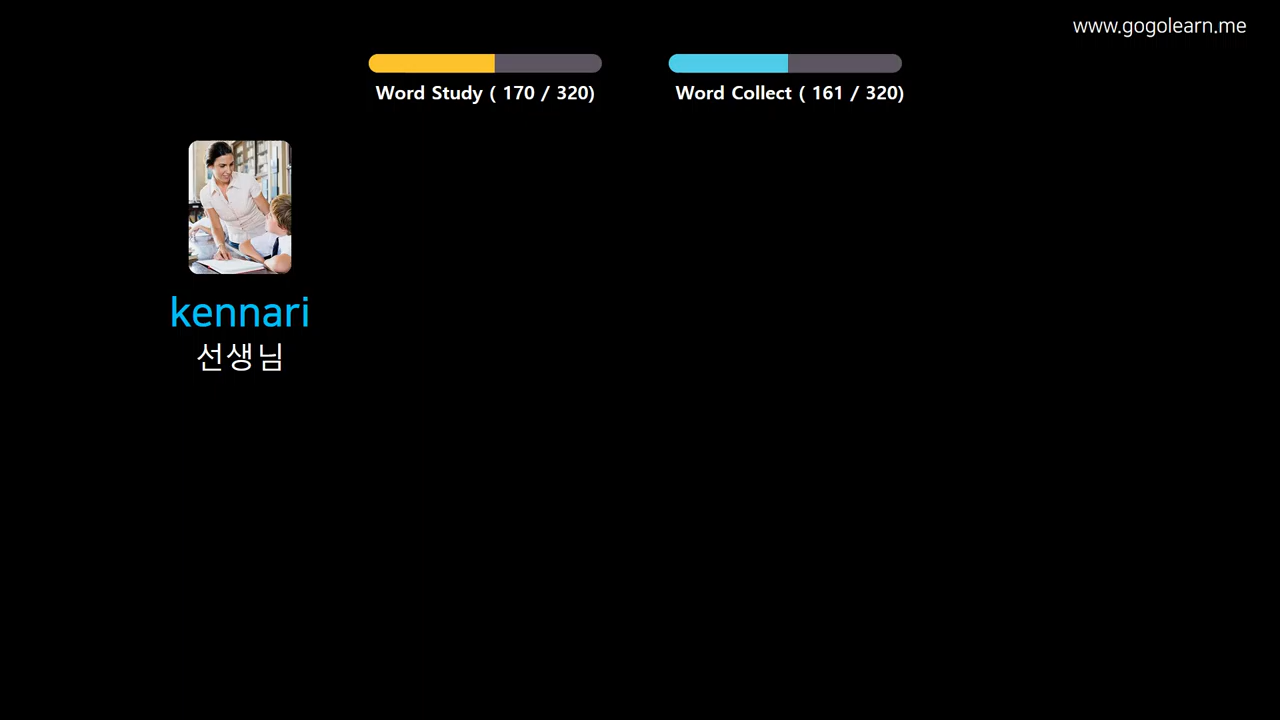 www.gogolearn.me
Word Study ( 170 / 320)
Word Collect ( 161 / 320)
kennari
선생님